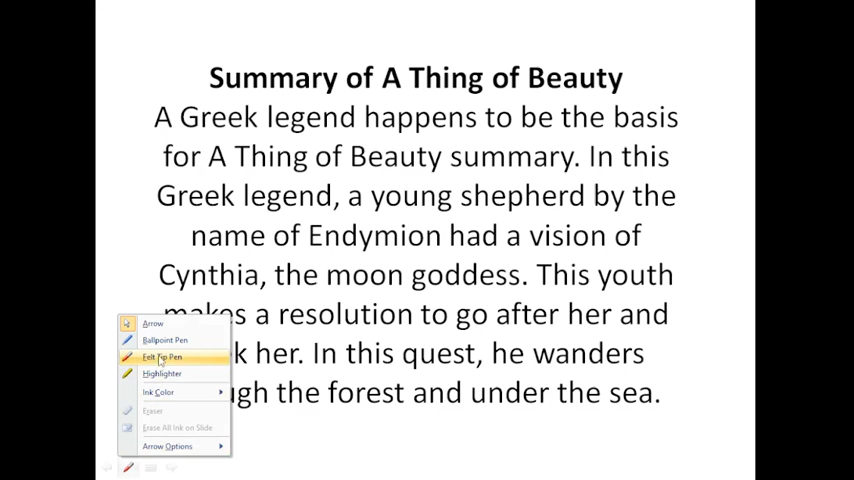 Summary of A Thing of Beauty
A Greek legend happens to be the basis
for A Thing of Beauty summary. In this
Greek legend, a young shepherd by the
name of Endymion had a vision of
Cynthia, the moon goddess. This youth
makes a resolution to go after her and
k her. In this quest, he wanders
ugh the forest and under the sea.
Arrow
Ballpoint Pen
Felt Tip Pen
Highlighter
Ink Color
Eraser
Erase All Ink on Slide
Arrow Options